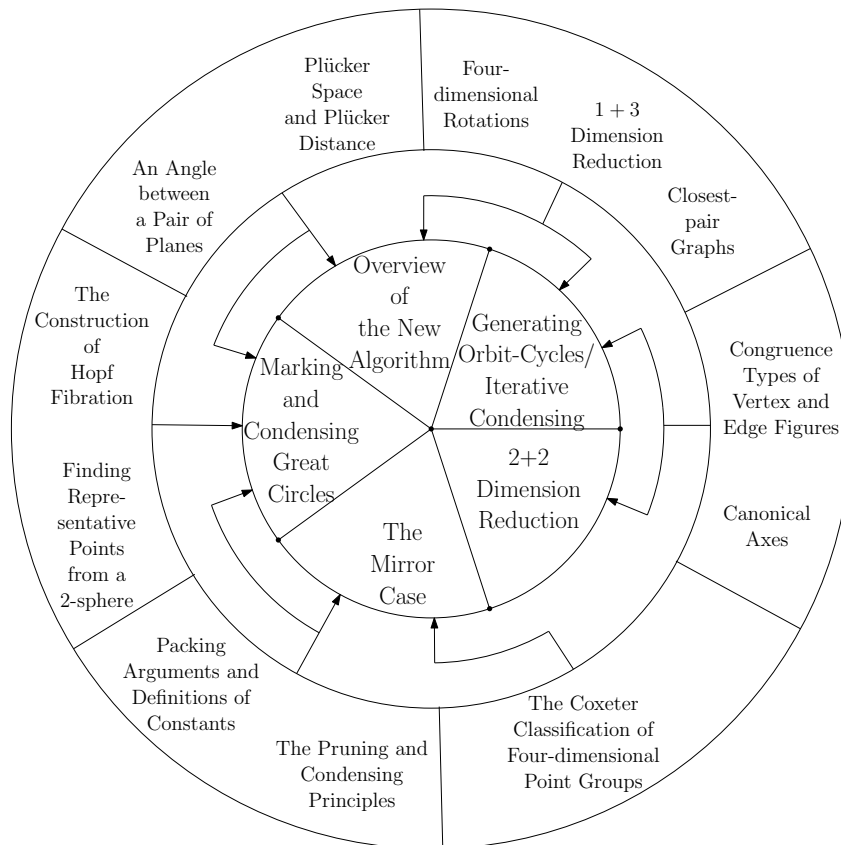 Plücker
Space
and Plücker
Distance
Four-
dimensional
Rotations
1 + 3
Dimension
Reduction
Closest-
pair
Graphs
An Angle
between
a Pair of
Planes
The
Construction
of
Hopf
Fibration
Congruence
Types of
Vertex and
Edge Figures
Canonical
Axes
Finding
Repre-
sentative
Points
from a
2-sphere
Packing
Arguments and
Definitions of
Constants
The Pruning and
Condensing
Principles
The Coxeter
Classification of
Four-dimensional
Point Groups
Overview
of
the New
Algorithm
Generating
Orbit-Cycles/
Iterative
Condensing
Marking
and
Condensing
Great
Circles
2+2
Dimension
Reduction
The
Mirror
Case